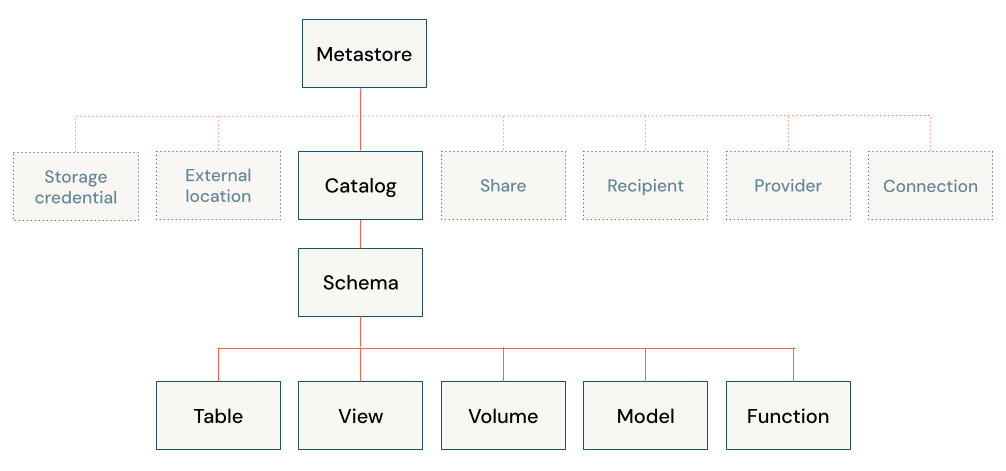 Metastore
Storage
credential
External
location
Catalog
Share
Recipient
Provider
Connection
Schema
Table
View
Volume
Model
Function